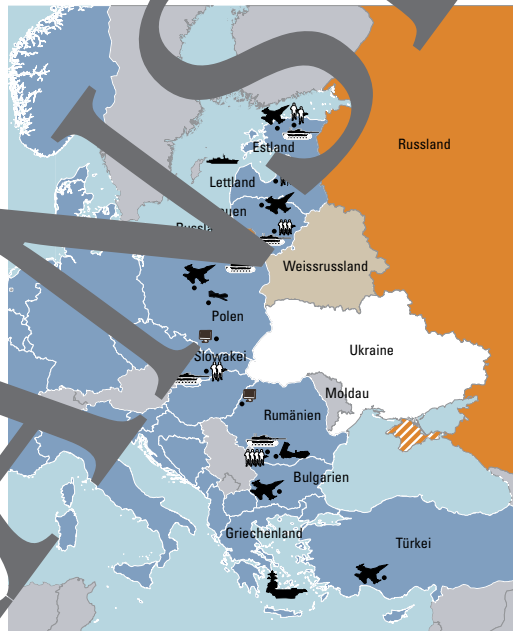 Russland
Estland
Lettland
Weissrussland
Polen
Ukraine
Slowakei
Moldau
Rumänien
Bulgarien
Griechenland
Türkei